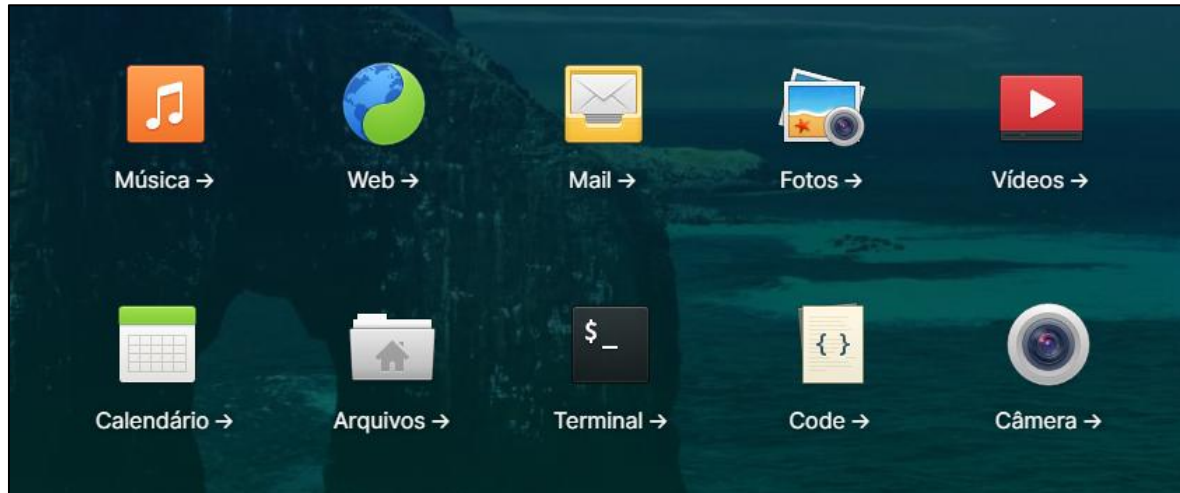 Música →
Web →
Mail →
Fotos →
Vídeos →
$_
{ }
Calendário →
Arquivos →
Terminal →
Code →
Câmera →